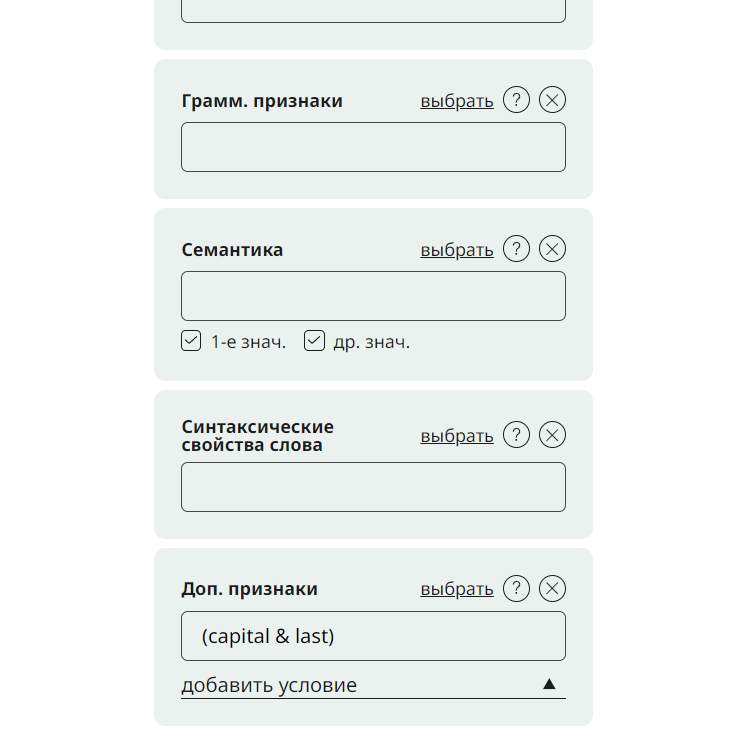 Грамм. признаки выбрать ?
Семантика выбрать ?
1-е знач. др. знач.
Синтаксические
свойства слова выбрать ?
Доп. признаки выбрать ?
(capital & last)
добавить условие